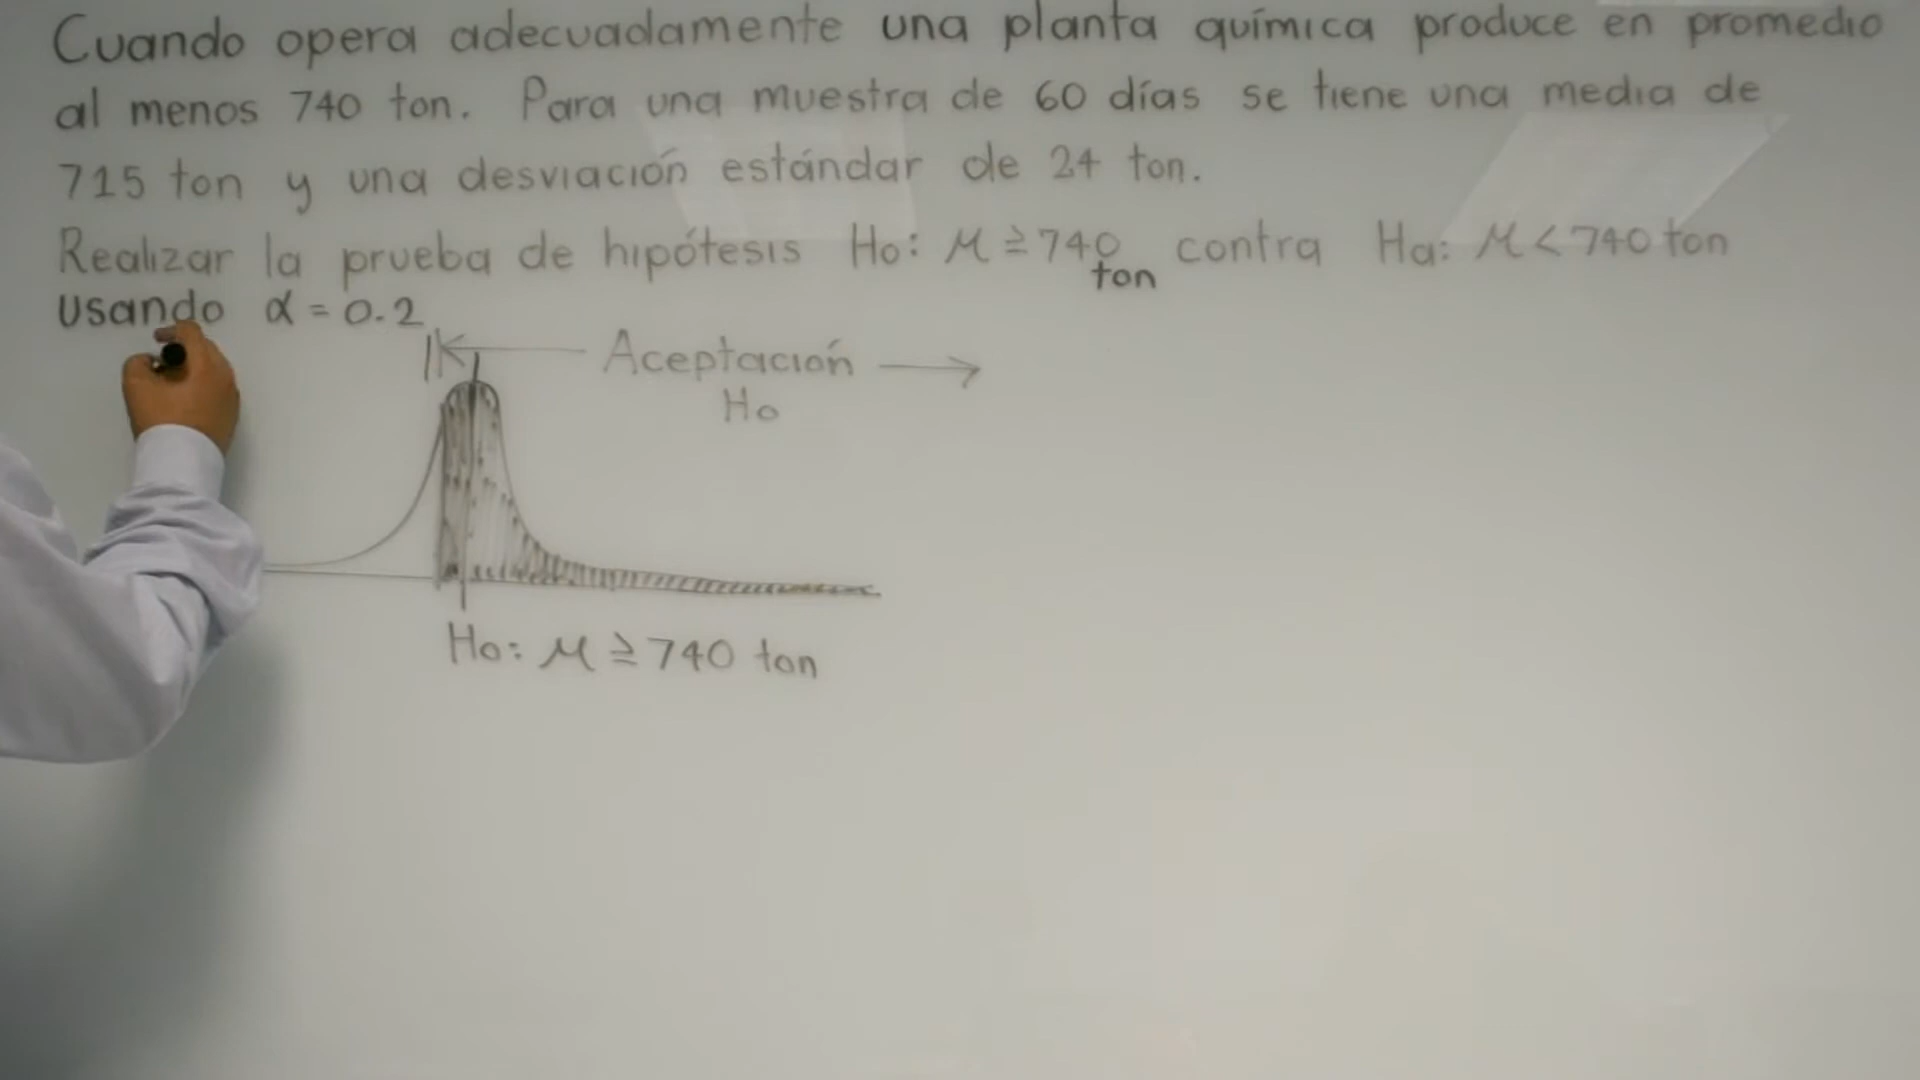 Cuando opera adecuadamente una planta química produce en promedio
al menos 740 ton. Para una muestra de 60 días se tiene una media de
715 ton y una desviación estándar de 24 ton.
Realizar la prueba de hipótesis Ho: μ ≥ 740 ton contra Ha: μ < 740 ton
usando α = 0.2
Aceptación
Ho
Ho: μ ≥ 740 ton